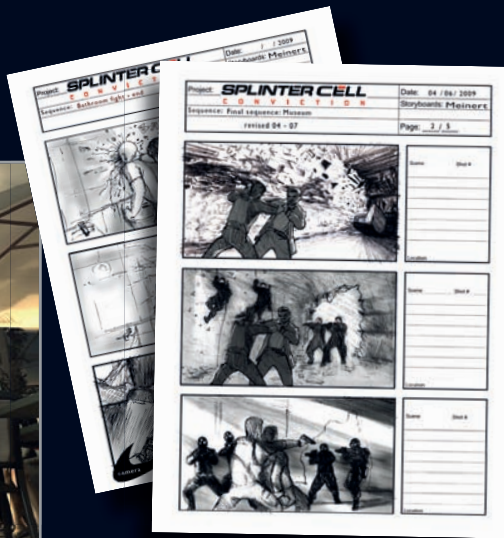 Project: SPLINTER CELL
CONVICTION
Date: / / 2009
Storyboards: Meinert
Sequence: Bathroom fight - end
Project: SPLINTER CELL
CONVICTION
Date: 04 / 06 / 2009
Storyboards: Meinert
Sequence: Final sequence: Museum
revised 04 - 07
Page: 2 / 5
Scene Shot #
Location
Scene Shot #
Location
Scene Shot #
Location
camera